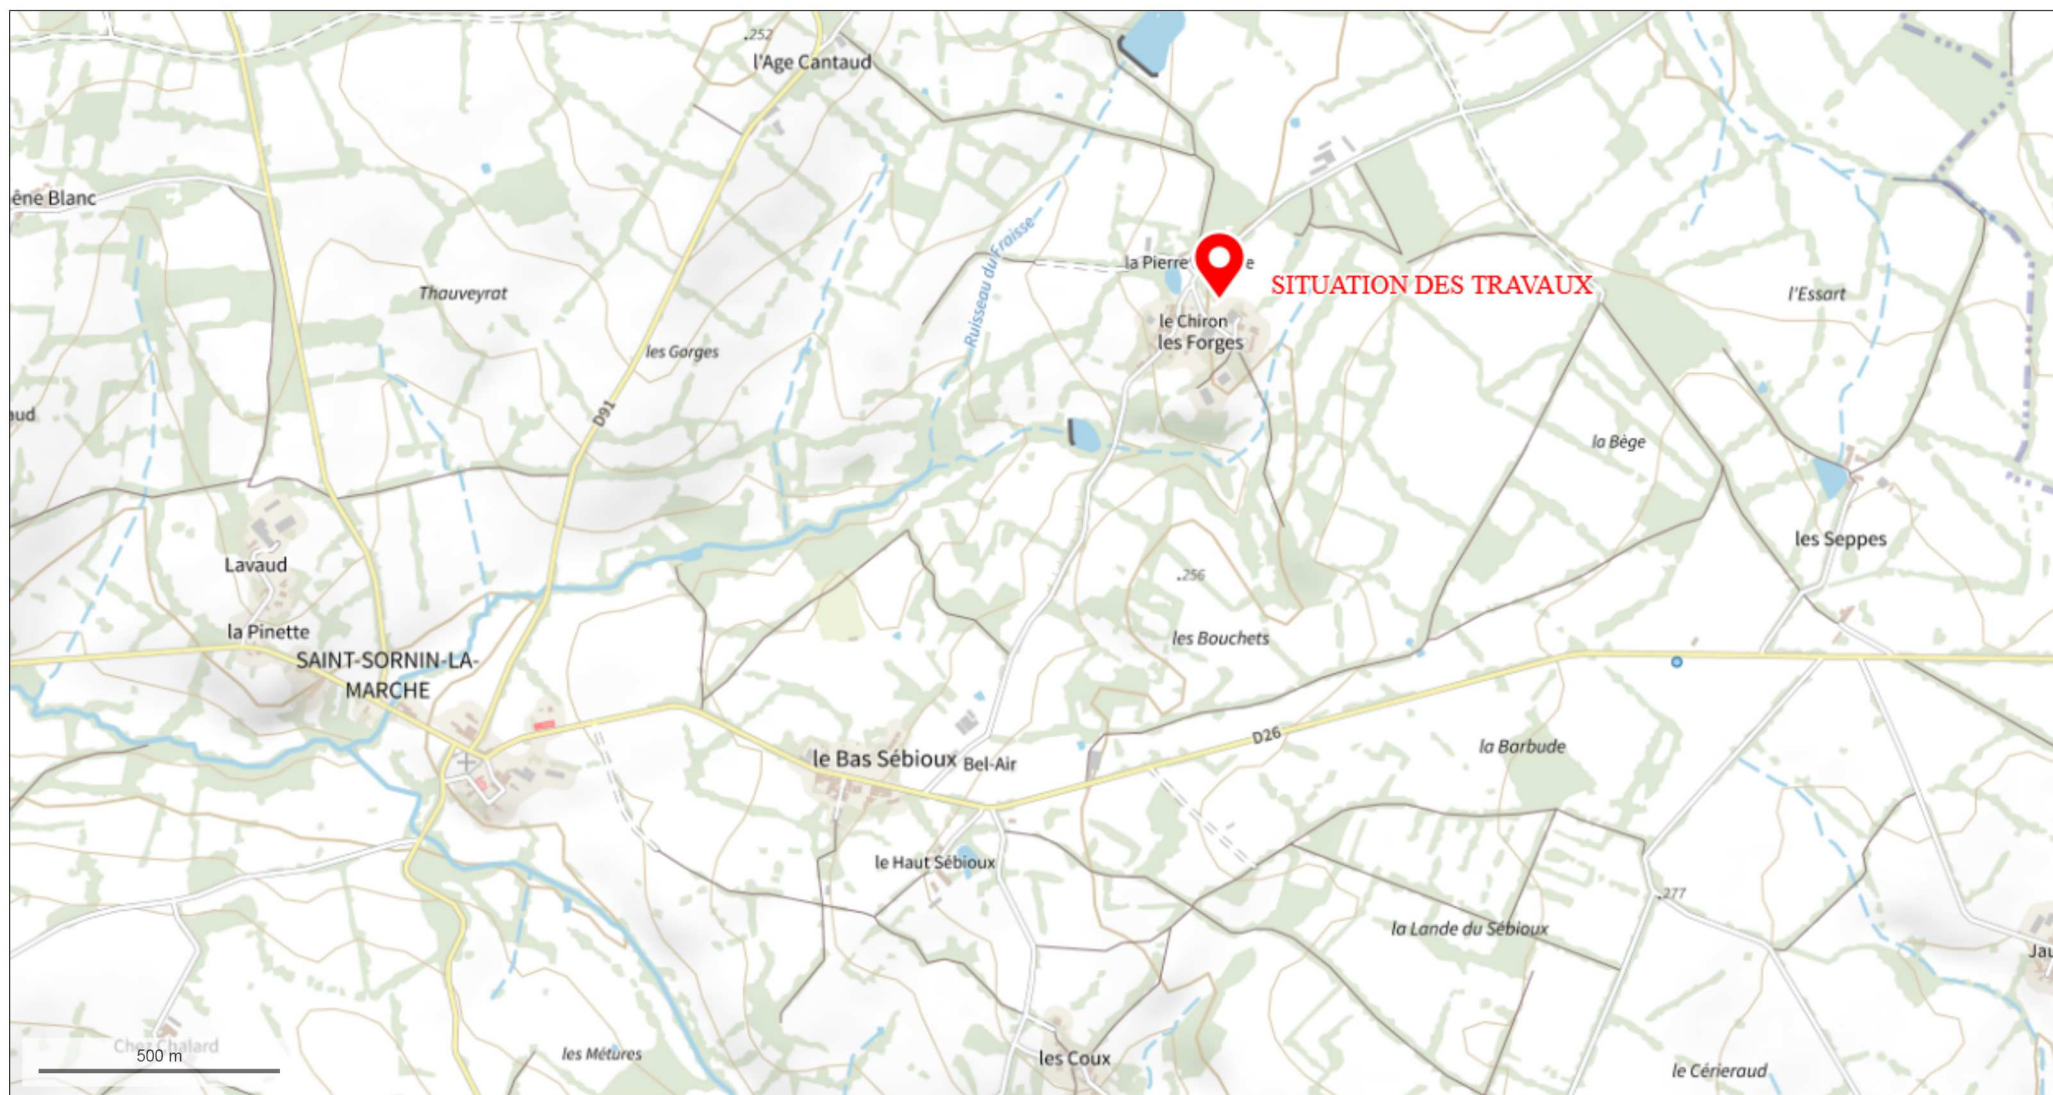 252
l'Age Cantaud
êne Blanc
Ruisseau du Fraisse
la Pierre
e
SITUATION DES TRAVAUX
Thauveyrat
l'Essart
le Chiron
les Forges
les Gorges
D91
aud
la Bège
Lavaud
les Seppes
256
la Pinette
les Bouchets
SAINT-SORNIN-LA-
MARCHE
D26
la Barbude
le Bas Sébioux
Bel-Air
le Haut Sébioux
277
la Lande du Sébioux
Jau
Chez Chalard
500 m
les Métures
les Coux
le Cérieraud